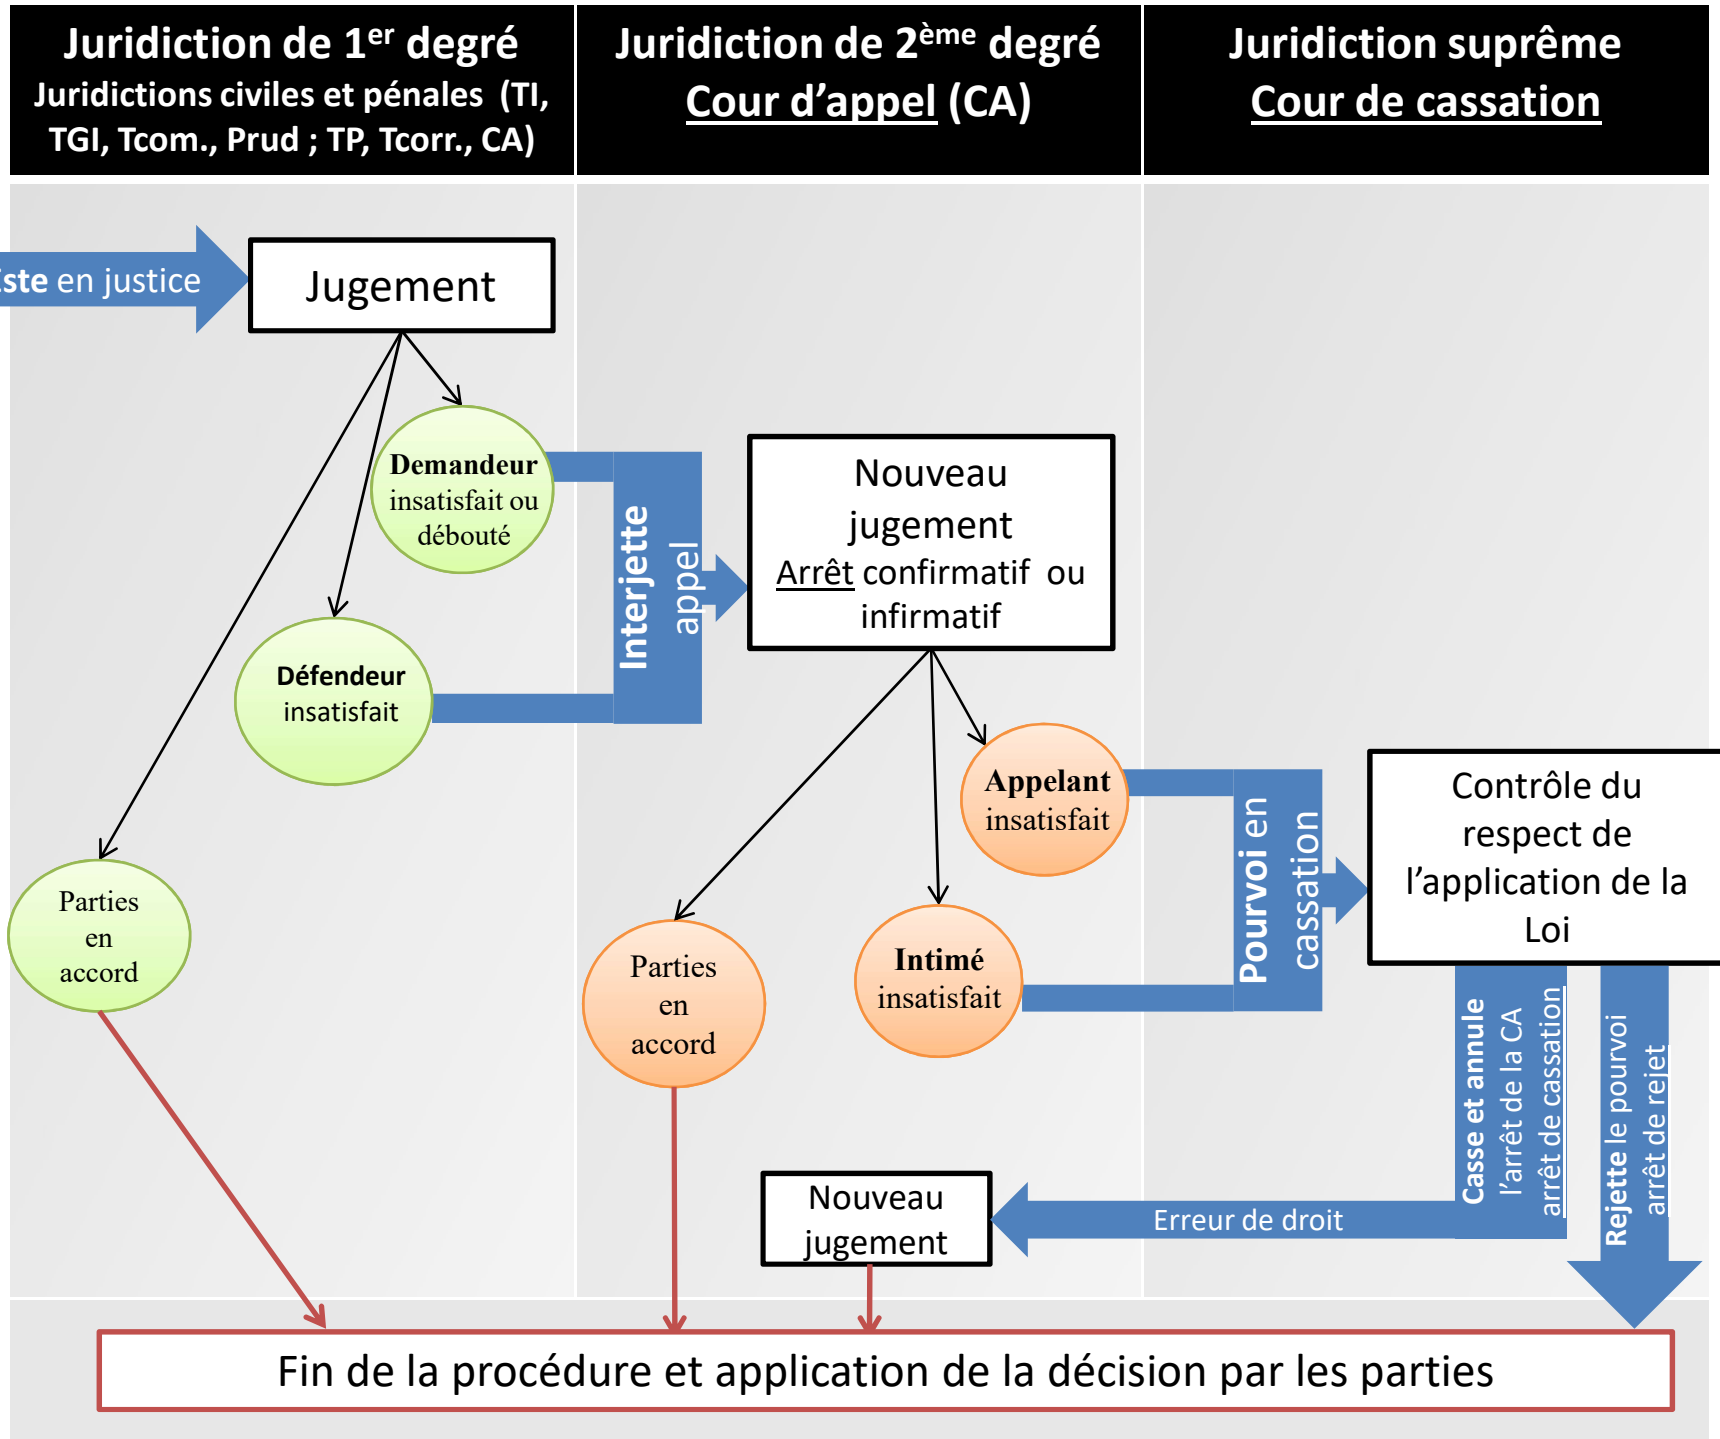 Juridiction de 1er degré
Juridictions civiles et pénales (TI,
TGI, Tcom., Prud ; TP, Tcorr., CA)
Juridiction de 2ème degré
Cour d’appel (CA)
Juridiction suprême
Cour de cassation
en justice
Jugement
Demandeur
insatisfait ou
débouté
Défendeur
insatisfait
Parties
en
accord
Interjette
appel
Nouveau
jugement
Arrêt confirmatif ou
infirmatif
Appelant
insatisfait
Intimé
insatisfait
Parties
en
accord
Pourvoi en
cassation
Contrôle du
respect de
l’application de la
Loi
Casse et annule
l’arrêt de la CA
arrêt de cassation
Rejette le pourvoi
arrêt de rejet
Erreur de droit
Nouveau
jugement
Fin de la procédure et application de la décision par les parties